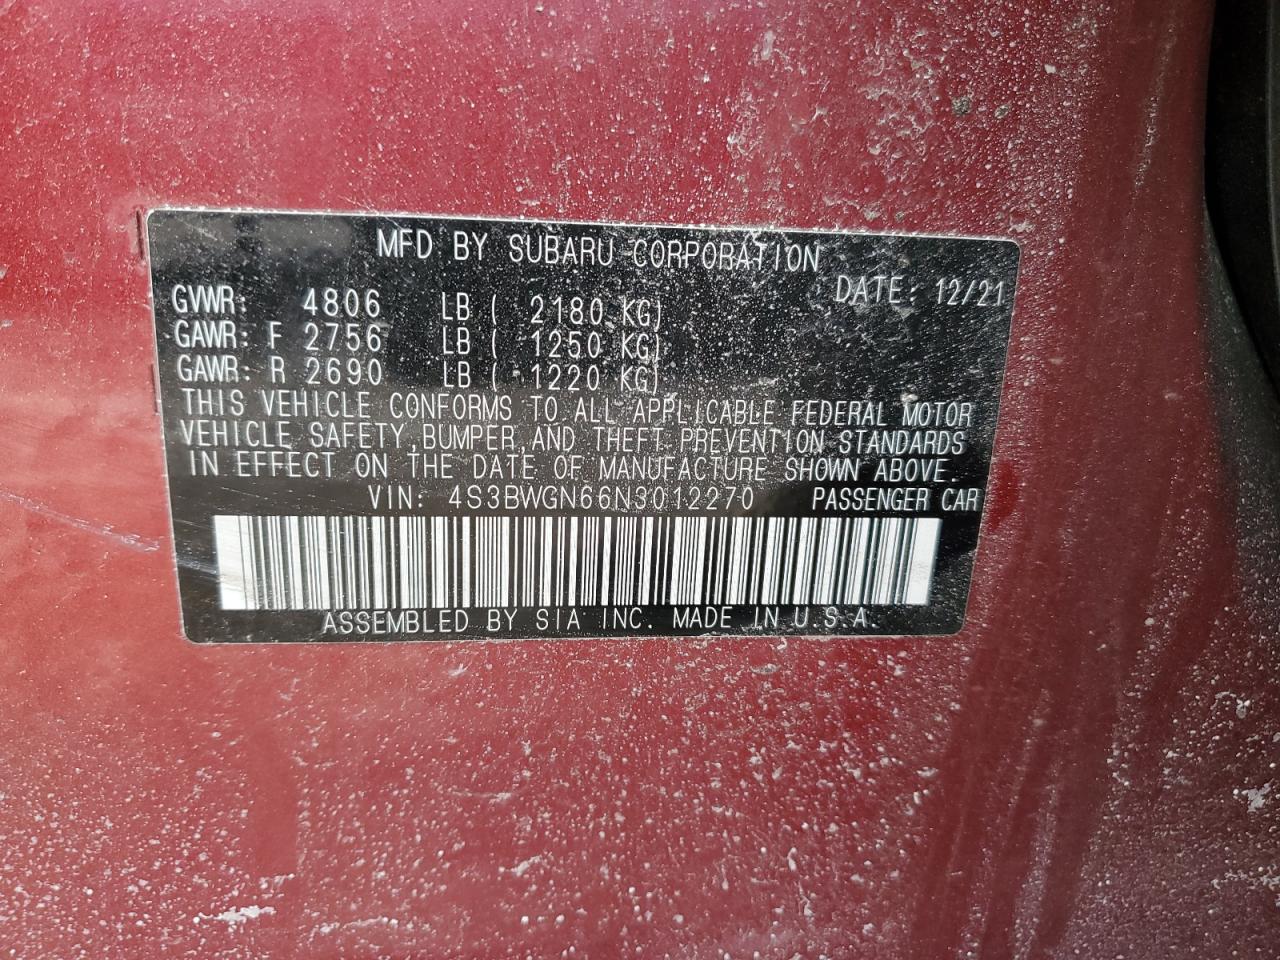 MFD BY SUBARU CORPORATION
DATE: 12/21
GVWR: 4806 LB ( 2180 KG)
GAWR: F 2756 LB ( 1250 KG)
GAWR: R 2690 LB ( 1220 KG)
THIS VEHICLE CONFORMS TO ALL APPLICABLE FEDERAL MOTOR
VEHICLE SAFETY, BUMPER, AND THEFT PREVENTION STANDARDS
IN EFFECT ON THE DATE OF MANUFACTURE SHOWN ABOVE.
VIN: 4S3BWGN66N3012270 PASSENGER CAR
ASSEMBLED BY SIA INC. MADE IN U.S.A.